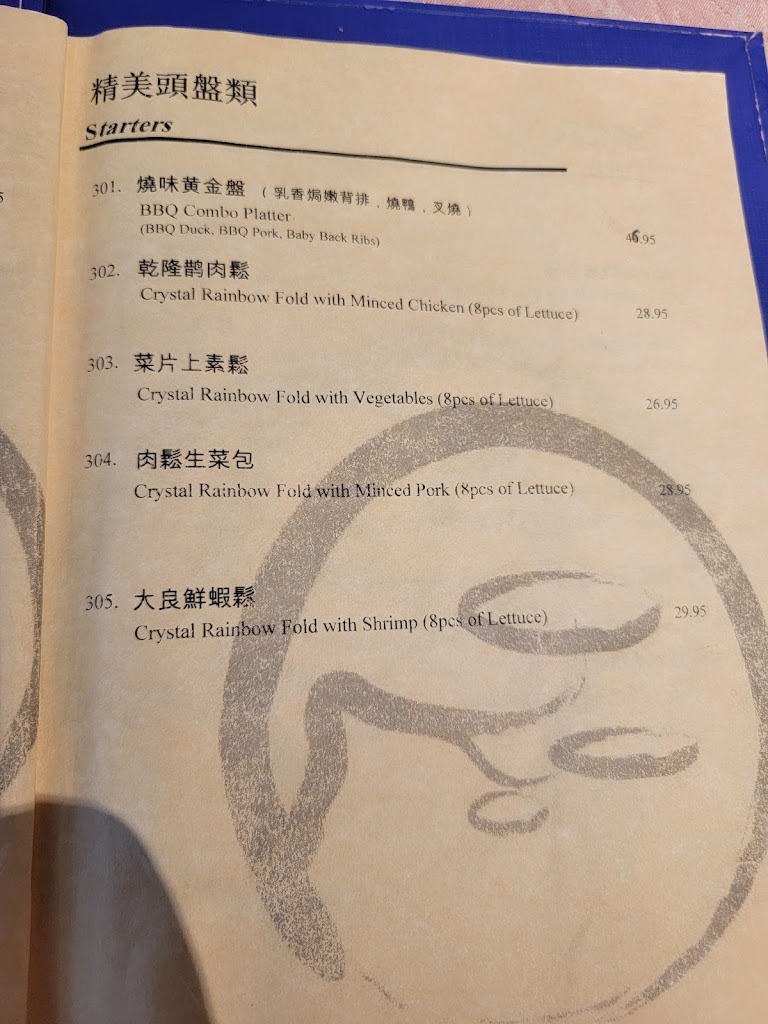 精美頭盤類
Starters
301. 燒味黃金盤 （乳香焗嫩背排，燒鴨，叉燒）
BBQ Combo Platter
(BBQ Duck, BBQ Pork, Baby Back Ribs) 46.95
302. 乾隆鹊肉鬆
Crystal Rainbow Fold with Minced Chicken (8pcs of Lettuce) 28.95
303. 菜片上素鬆
Crystal Rainbow Fold with Vegetables (8pcs of Lettuce) 26.95
304. 肉鬆生菜包
Crystal Rainbow Fold with Minced Pork (8pcs of Lettuce) 28.95
305. 大良鮮蝦鬆
Crystal Rainbow Fold with Shrimp (8pcs of Lettuce) 29.95